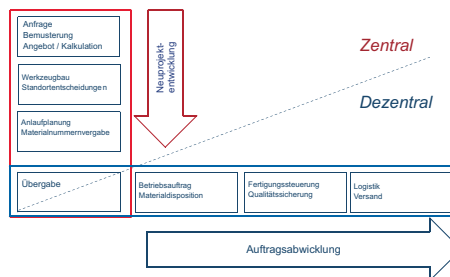 Anfrage
Bemusterung
Angebot / Kalkulation
Werkzeugbau
Standortentscheidungen
Anlaufplanung
Materialnummernvergabe
Neuprojekt-
entwicklung
Zentral
Dezentral
Übergabe
Betriebsauftrag
Materialdisposition
Fertigungssteuerung
Qualitätssicherung
Logistik
Versand
Auftragsabwicklung